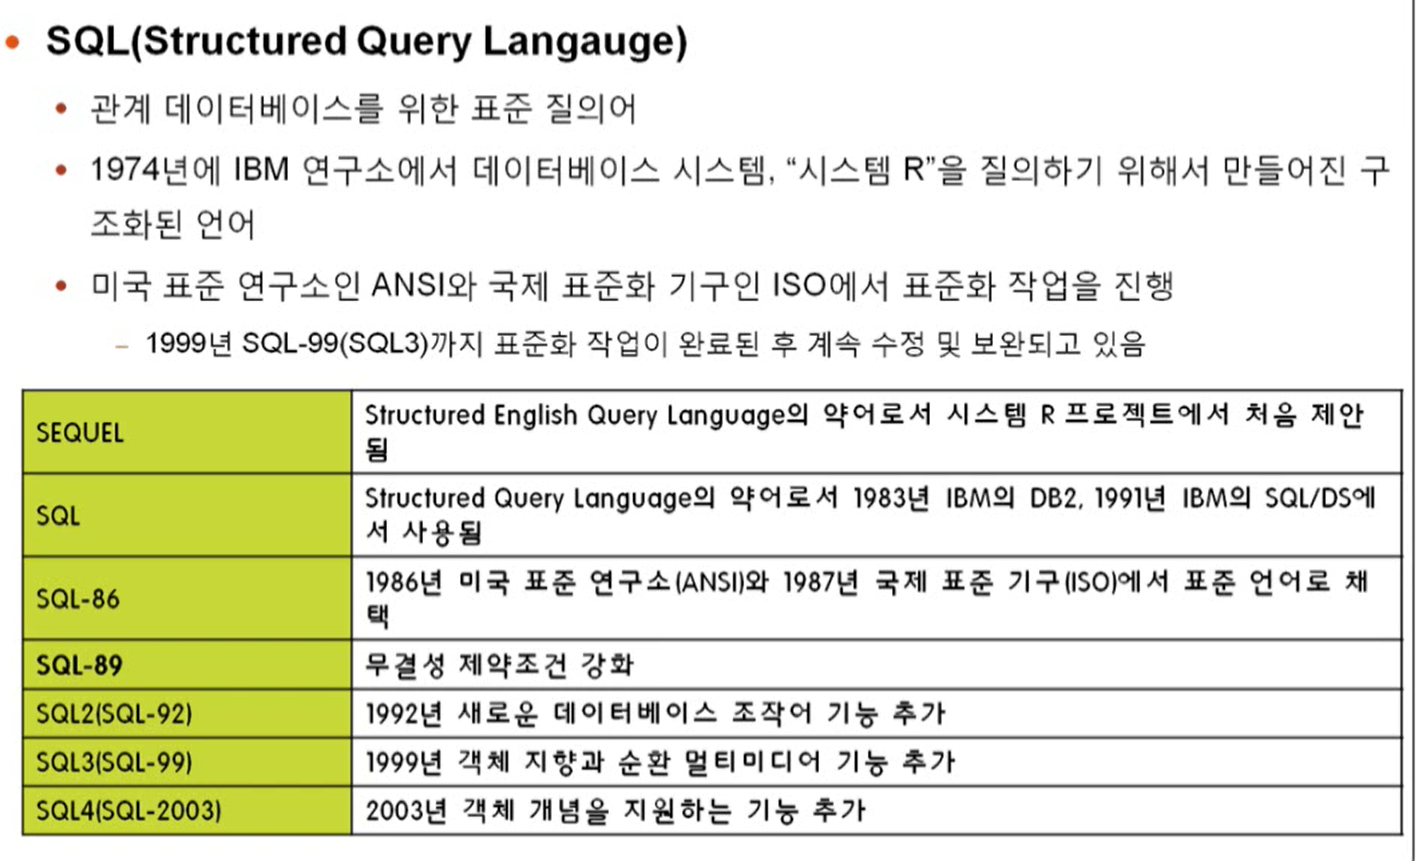 SQL(Structured Query Langauge)
관계 데이터베이스를 위한 표준 질의어
1974년에 IBM 연구소에서 데이터베이스 시스템, “시스템 R”을 질의하기 위해서 만들어진 구
조화된 언어
미국 표준 연구소인 ANSI와 국제 표준화 기구인 ISO에서 표준화 작업을 진행
– 1999년 SQL-99(SQL3)까지 표준화 작업이 완료된 후 계속 수정 및 보완되고 있음
SEQUEL
Structured English Query Language의 약어로서 시스템 R 프로젝트에서 처음 제안
됨
SQL
Structured Query Language의 약어로서 1983년 IBM의 DB2, 1991년 IBM의 SQL/DS에
서 사용됨
SQL-86
1986년 미국 표준 연구소(ANSI)와 1987년 국제 표준 기구(ISO)에서 표준 언어로 채
택
SQL-89
무결성 제약조건 강화
SQL2(SQL-92)
1992년 새로운 데이터베이스 조작어 기능 추가
SQL3(SQL-99)
1999년 객체 지향과 순환 멀티미디어 기능 추가
SQL4(SQL-2003)
2003년 객체 개념을 지원하는 기능 추가